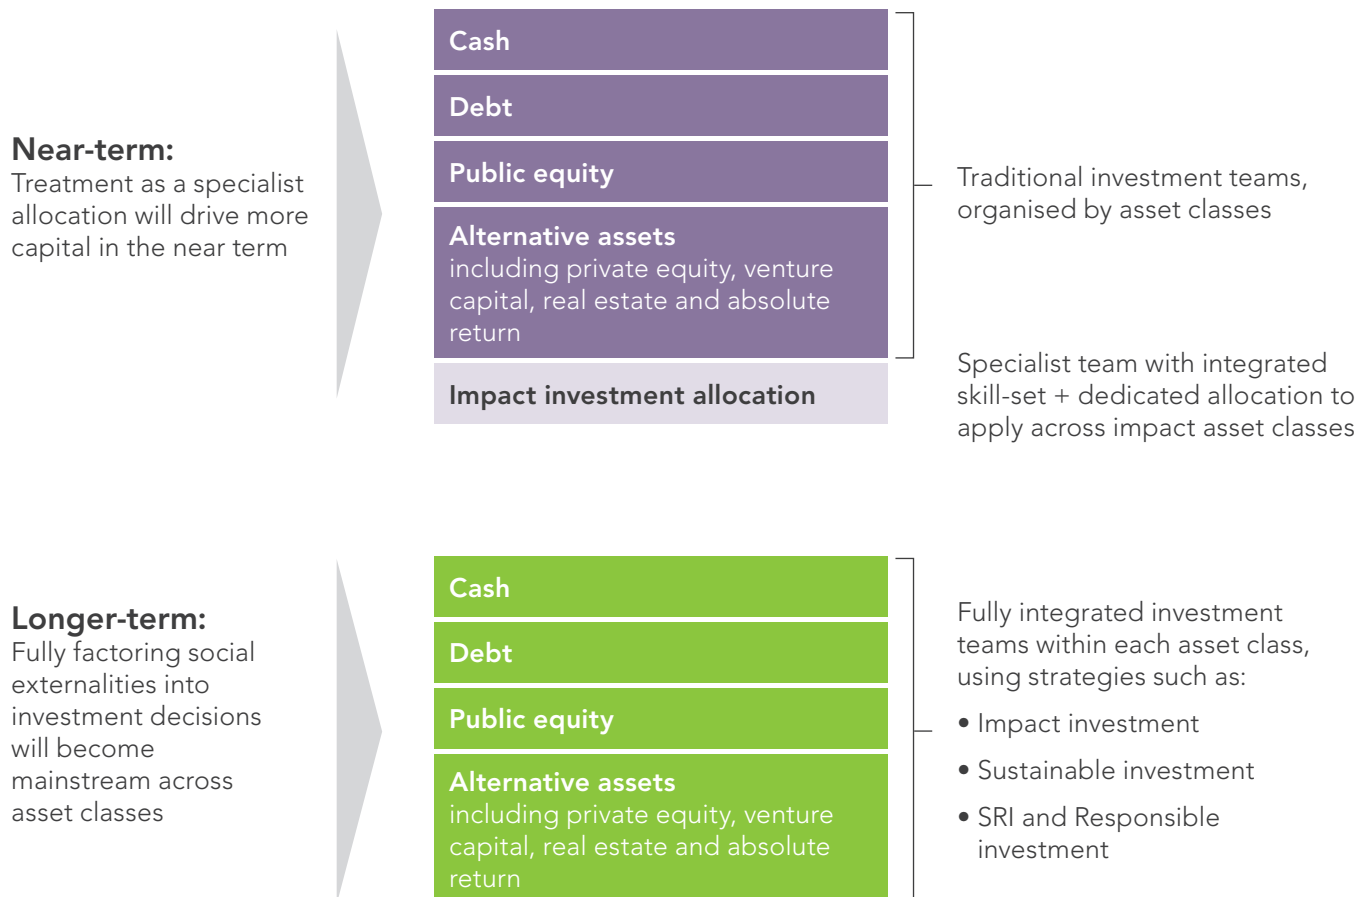 Near-term:
Treatment as a specialist
allocation will drive more
capital in the near term
Cash
Debt
Public equity
Alternative assets
including private equity, venture
capital, real estate and absolute
return
Impact investment allocation
Traditional investment teams,
organised by asset classes
Specialist team with integrated
skill-set + dedicated allocation to
apply across impact asset classes
Longer-term:
Fully factoring social
externalities into
investment decisions
will become
mainstream across
asset classes
Cash
Debt
Public equity
Alternative assets
including private equity, venture
capital, real estate and absolute
return
Fully integrated investment
teams within each asset class,
using strategies such as:
• Impact investment
• Sustainable investment
• SRI and Responsible
investment